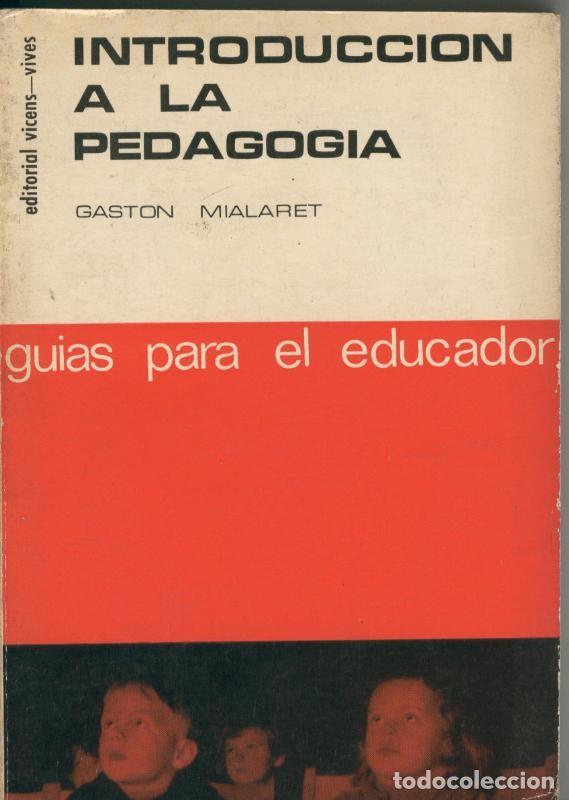 editorial vicens—vives
INTRODUCCION
A LA
PEDAGOGIA
GASTON MIALARET
guias para el educador
todocoleccion